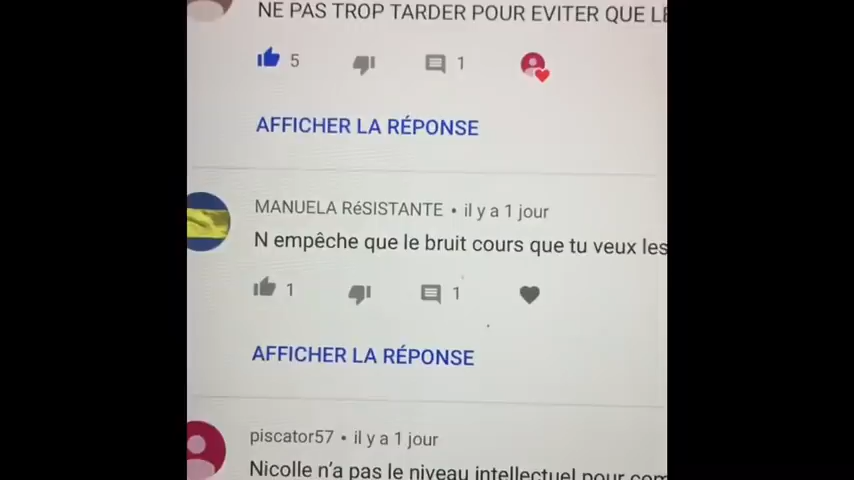 NE PAS TROP TARDER POUR EVITER QUE LE
5
1
AFFICHER LA RÉPONSE
MANUELA RéSISTANTE • il y a 1 jour
N empêche que le bruit cours que tu veux les
1
1
AFFICHER LA RÉPONSE
piscator57 • il y a 1 jour
Nicolle n'a pas le niveau intellectuel pour com